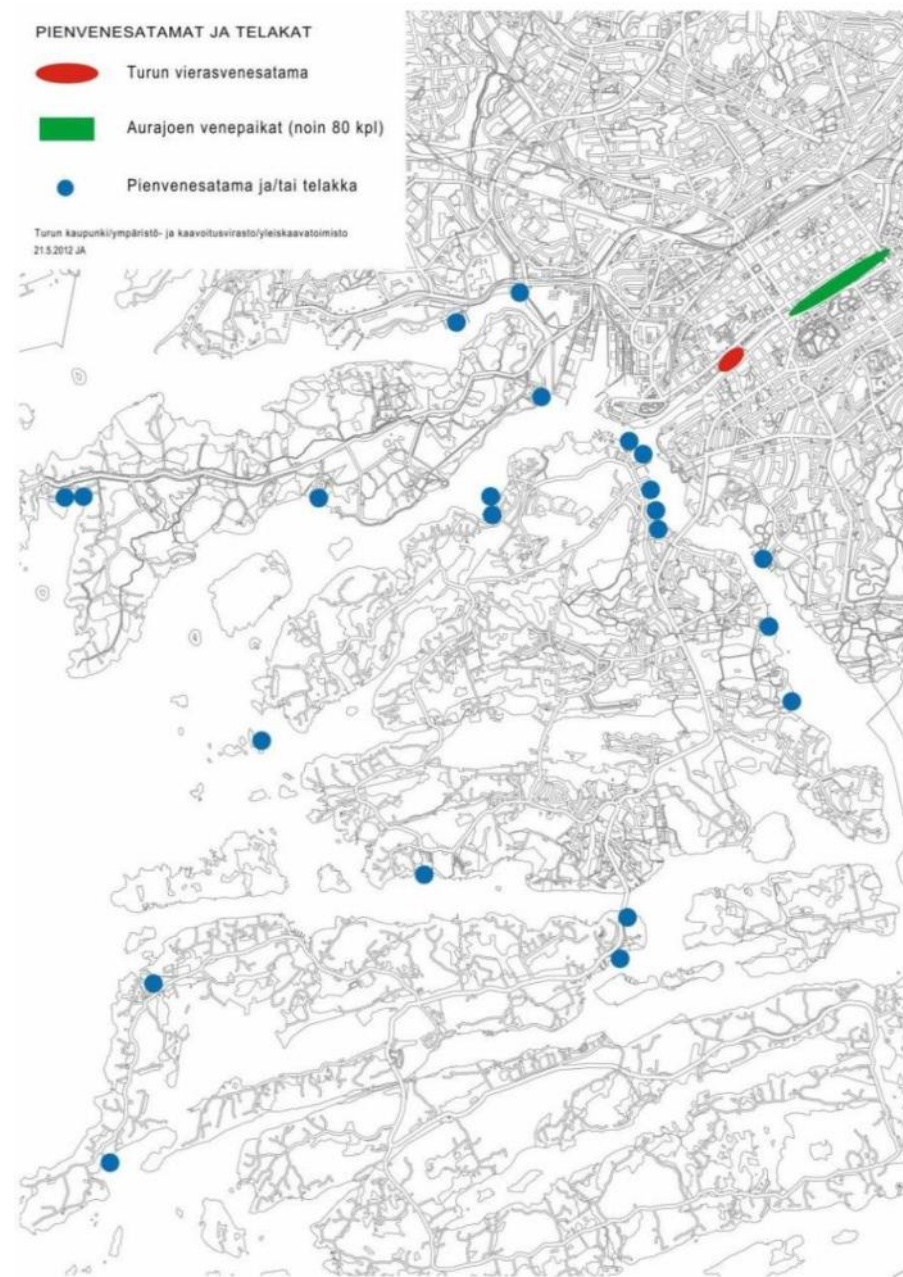 PIENVENESATAMAT JA TELAKAT
Turun vierasvenesatama
Aurajoen venepaikat (noin 80 kpl)
Pienvenesatama ja/tai telakka
Turun kaupunki/ympäristö- ja kaavoitusvirasto/yleiskaavatoimisto
21.5.2012 JA